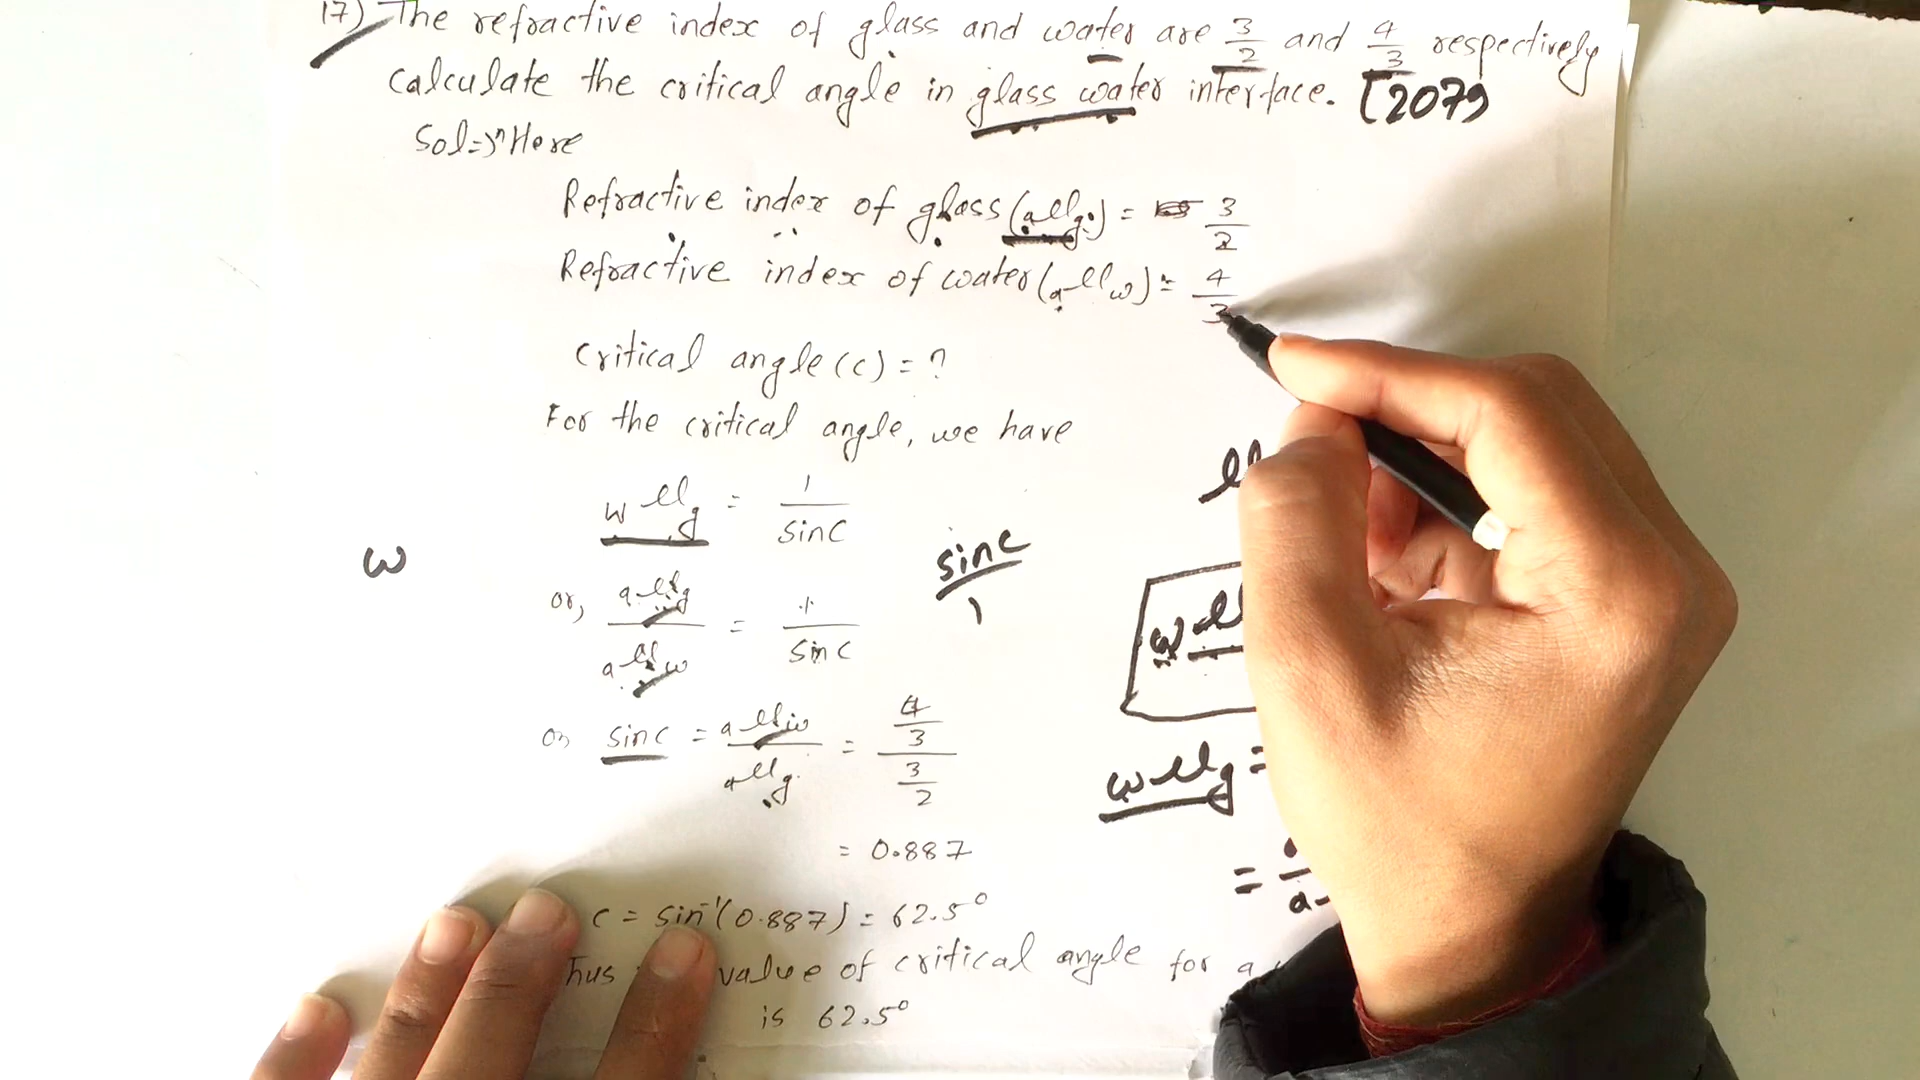 17) The refractive index of glass and water are 3/2 and 4/3 respectively
calculate the critical angle in glass water interface. [2079
Solⁿ⇒ Here
Refractive index of glass (aμg) = 3/2
Refractive index of water (aμw) = 4/3
Critical angle (c) = ?
For the critical angle, we have
wμg = 1/sinC
w
sinc/1
or, aμg/aμw = 1/sinC
or, sinc = aμw/aμg = 4/3 / 3/2
wμg =
= 0.887
c = sin⁻¹(0.887) = 62.5°
value of critical angle for a
is 62.5°